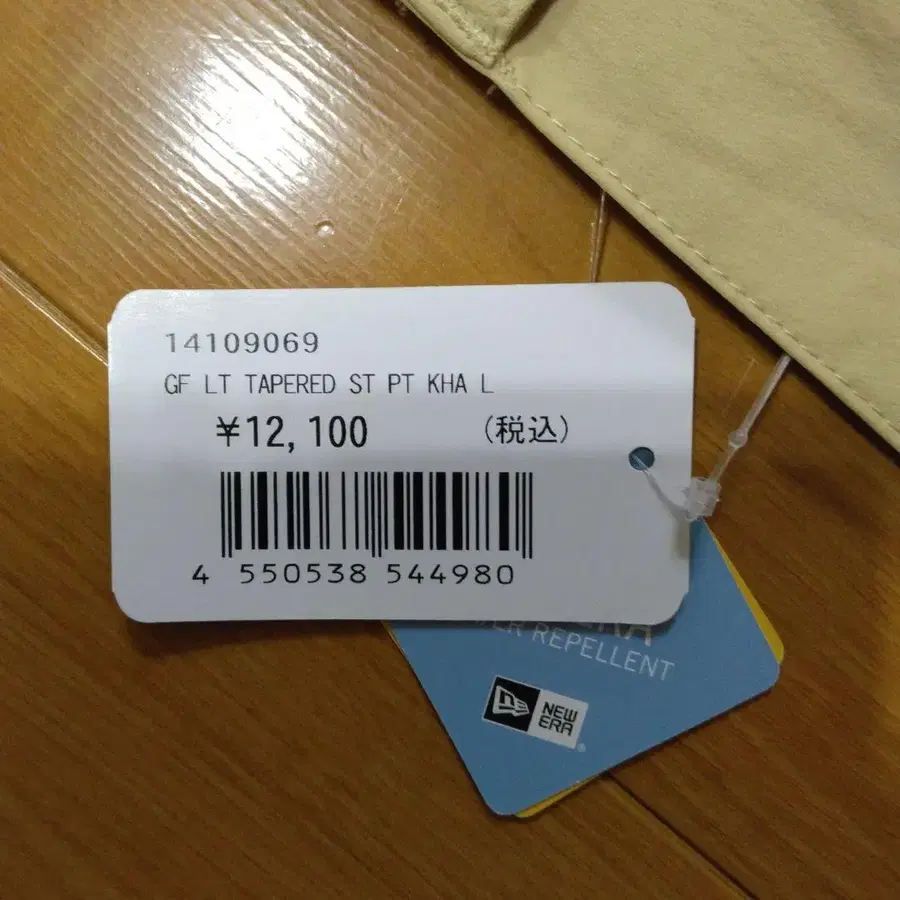 14109069
GF LT TAPERED ST PT KHA L
¥12,100 (税込)
4 550538 544980
REPELLENT
NEW
ERA